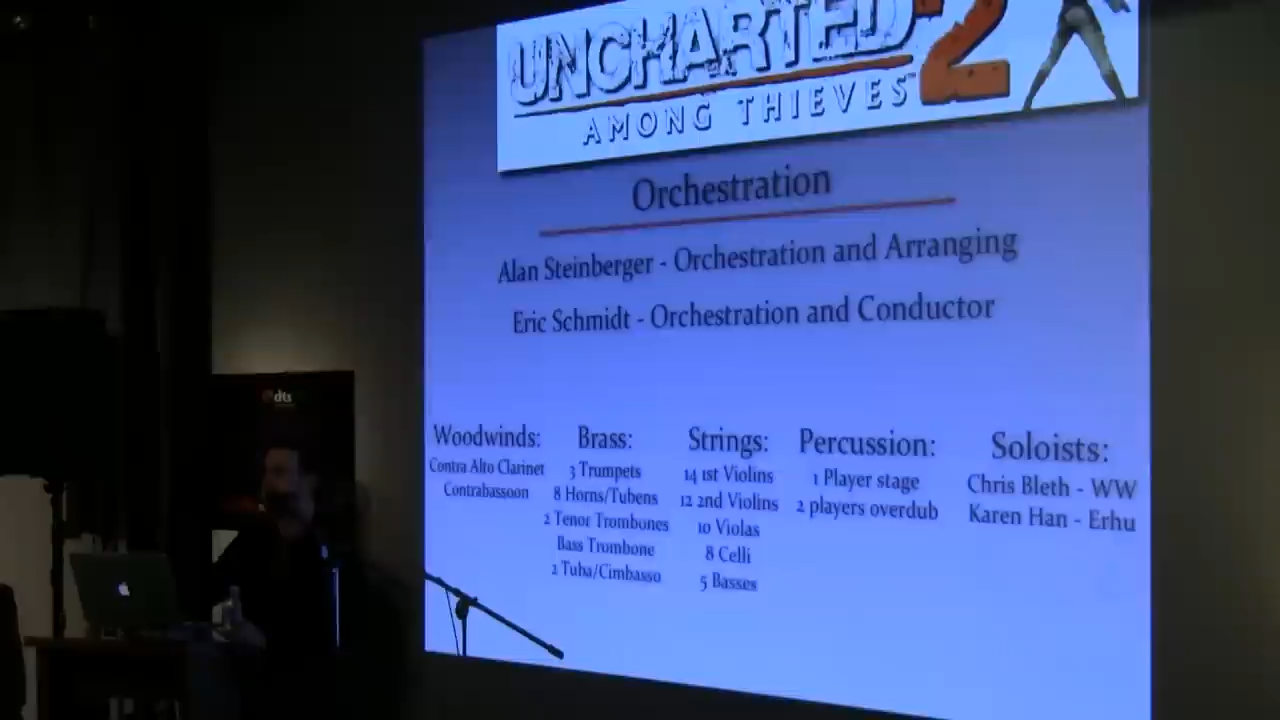 UNCHARTED 2
AMONG THIEVES
Orchestration
Alan Steinberger - Orchestration and Arranging
Eric Schmidt - Orchestration and Conductor
Woodwinds:
Contra Alto Clarinet
Contrabassoon
Brass:
3 Trumpets
8 Horns/Tubens
2 Tenor Trombones
Bass Trombone
2 Tuba/Cimbasso
Strings:
14 1st Violins
12 2nd Violins
10 Violas
8 Celli
5 Basses
Percussion:
1 Player stage
2 players overdub
Soloists:
Chris Bleth - WW
Karen Han - Erhu
dts